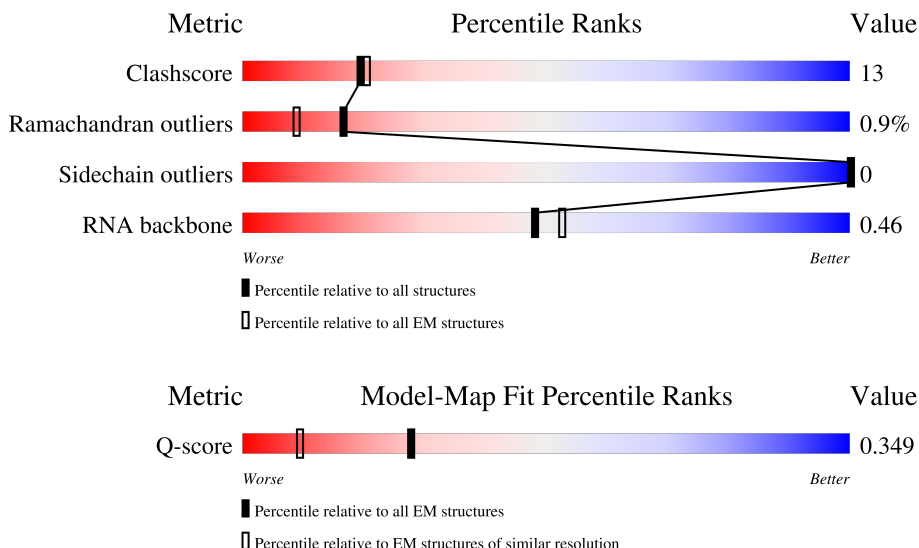 Metric Percentile Ranks Value
Clashscore 13
Ramachandran outliers 0.9%
Sidechain outliers 0
RNA backbone 0.46
Worse Better
Percentile relative to all structures
Percentile relative to all EM structures
Metric Model-Map Fit Percentile Ranks Value
Q-score 0.349
Worse Better
Percentile relative to all EM structures
Percentile relative to EM structures of similar resolution